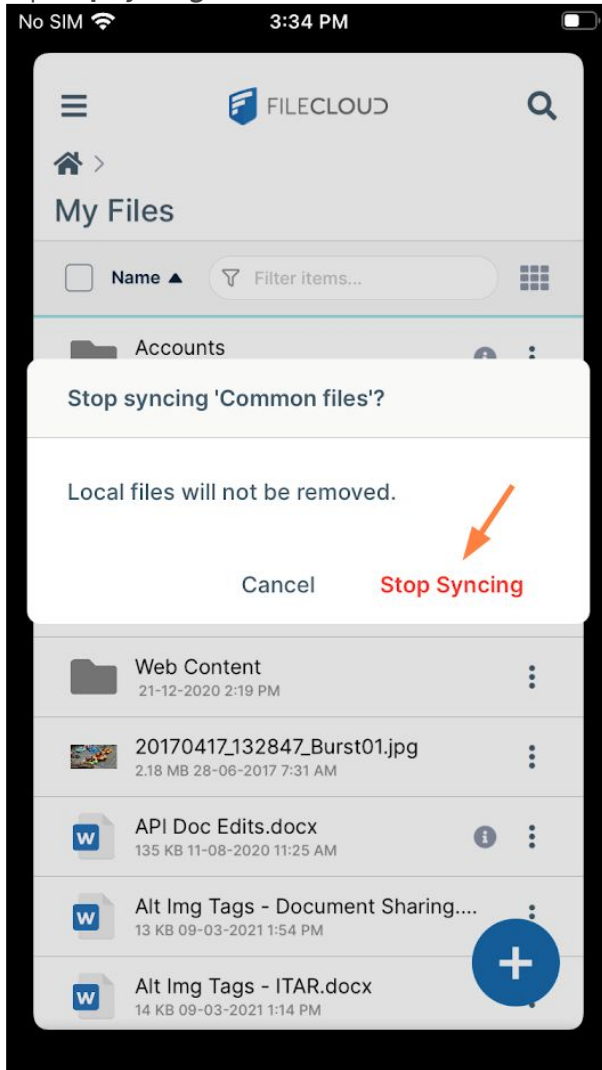 No SIM 3:34 PM
FILECLOUD
My Files
Name ▲ Filter items...
Accounts
Stop syncing 'Common files'?
Local files will not be removed.
Cancel Stop Syncing
Web Content
21-12-2020 2:19 PM
20170417_132847_Burst01.jpg
2.18 MB 28-06-2017 7:31 AM
API Doc Edits.docx
135 KB 11-08-2020 11:25 AM
Alt Img Tags - Document Sharing....
13 KB 09-03-2021 1:54 PM
Alt Img Tags - ITAR.docx
14 KB 09-03-2021 1:14 PM